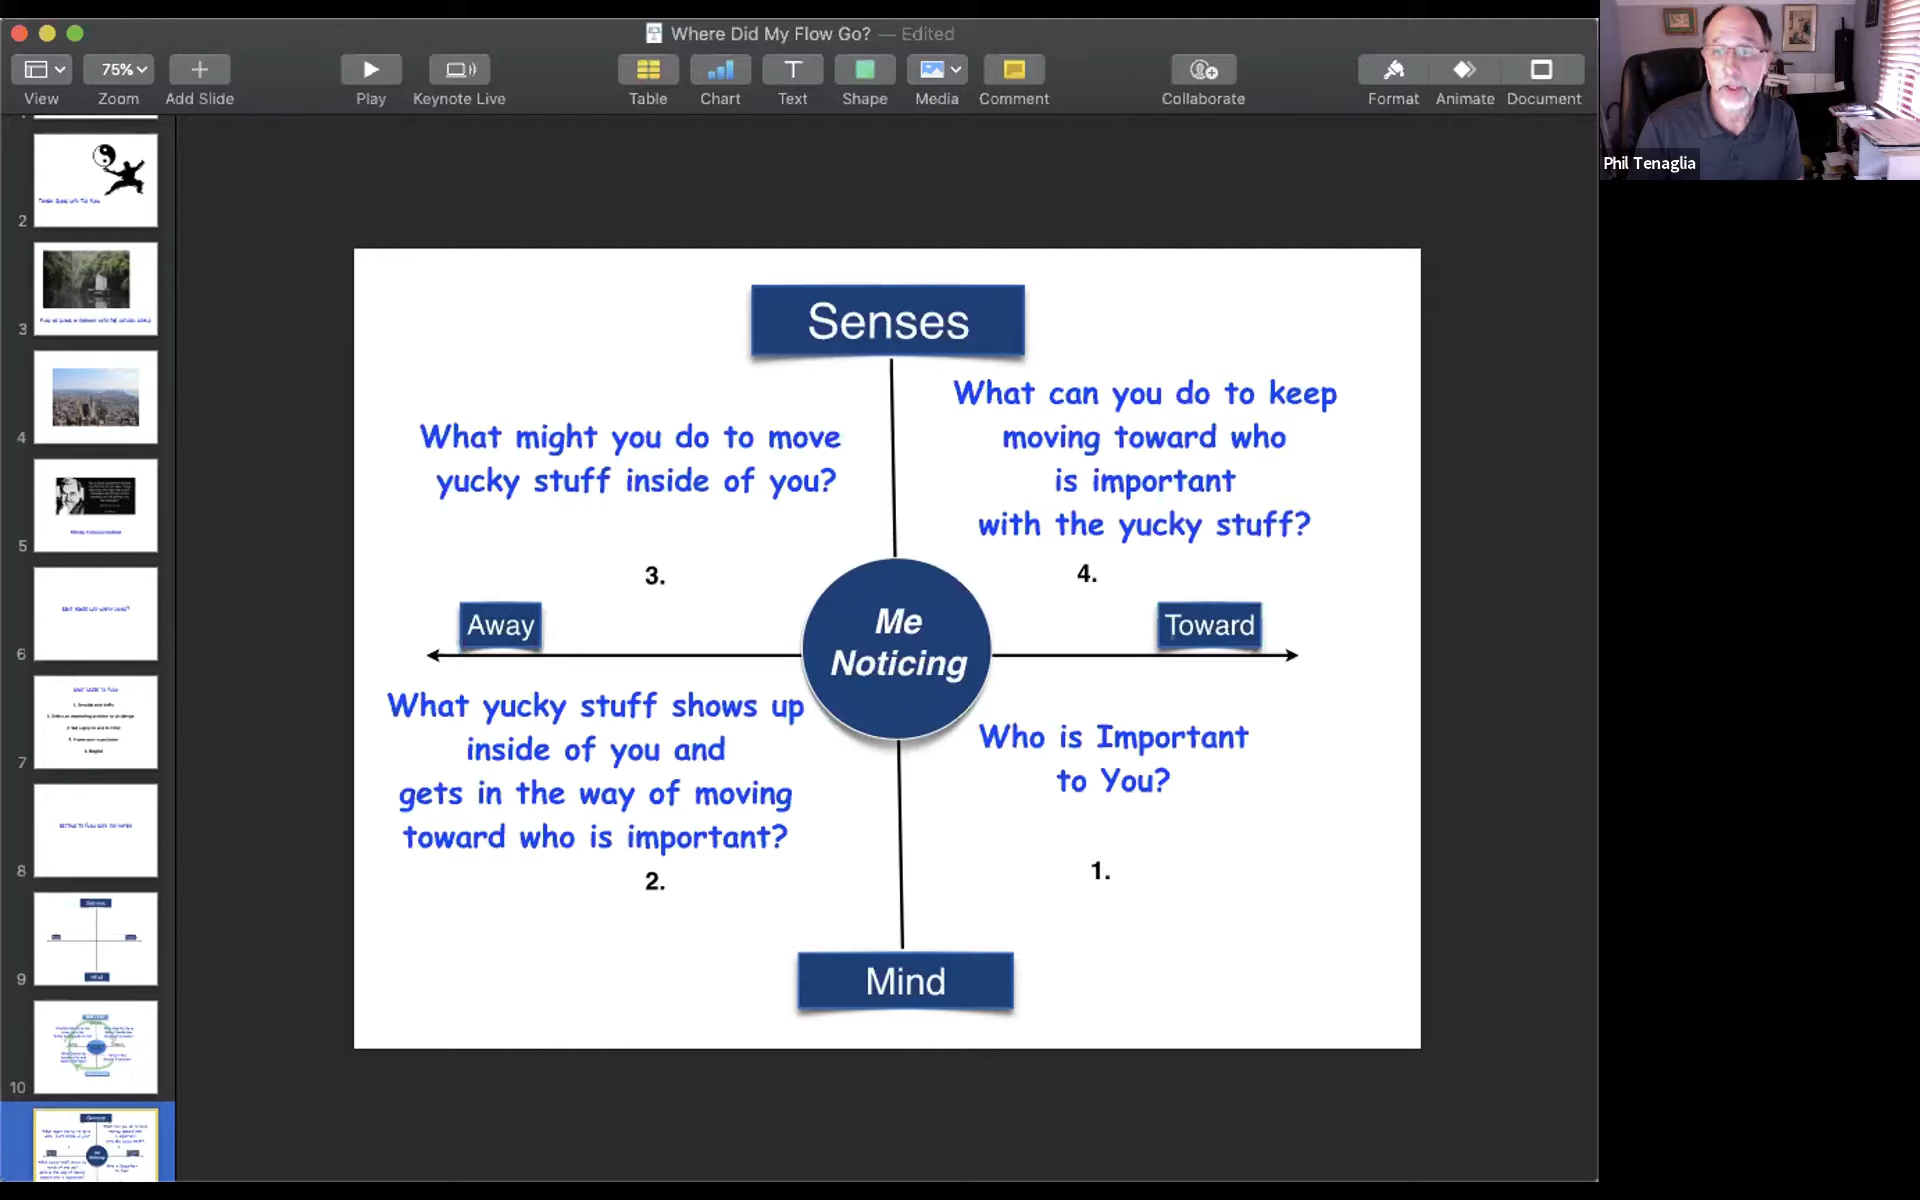 Where Did My Flow Go? — Edited
75%
View
Zoom
Add Slide
Play
Keynote Live
Table
Chart
Text
Shape
Media
Comment
Collaborate
Format
Animate
Document
Phil Tenaglia
2
3
4
5
6
7
8
9
10
Senses
What might you do to move
yucky stuff inside of you?
3.
What can you do to keep
moving toward who
is important
with the yucky stuff?
4.
Away
Toward
Me
Noticing
What yucky stuff shows up
inside of you and
gets in the way of moving
toward who is important?
2.
Who is Important
to You?
1.
Mind